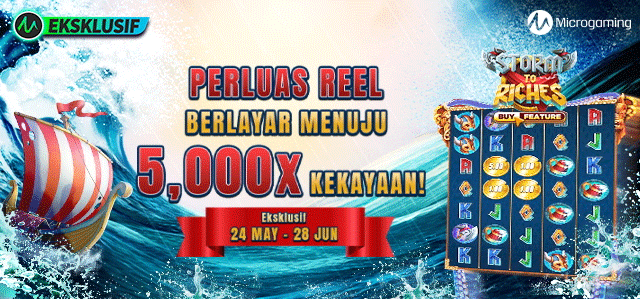 EKSKLUSIF
Microgaming
PERLUAS REEL
BERLAYAR MENUJU
5,000x KEKAYAAN!
Eksklusif
24 MAY - 28 JUN
STORM
TO
RICHES
BUY FEATURE